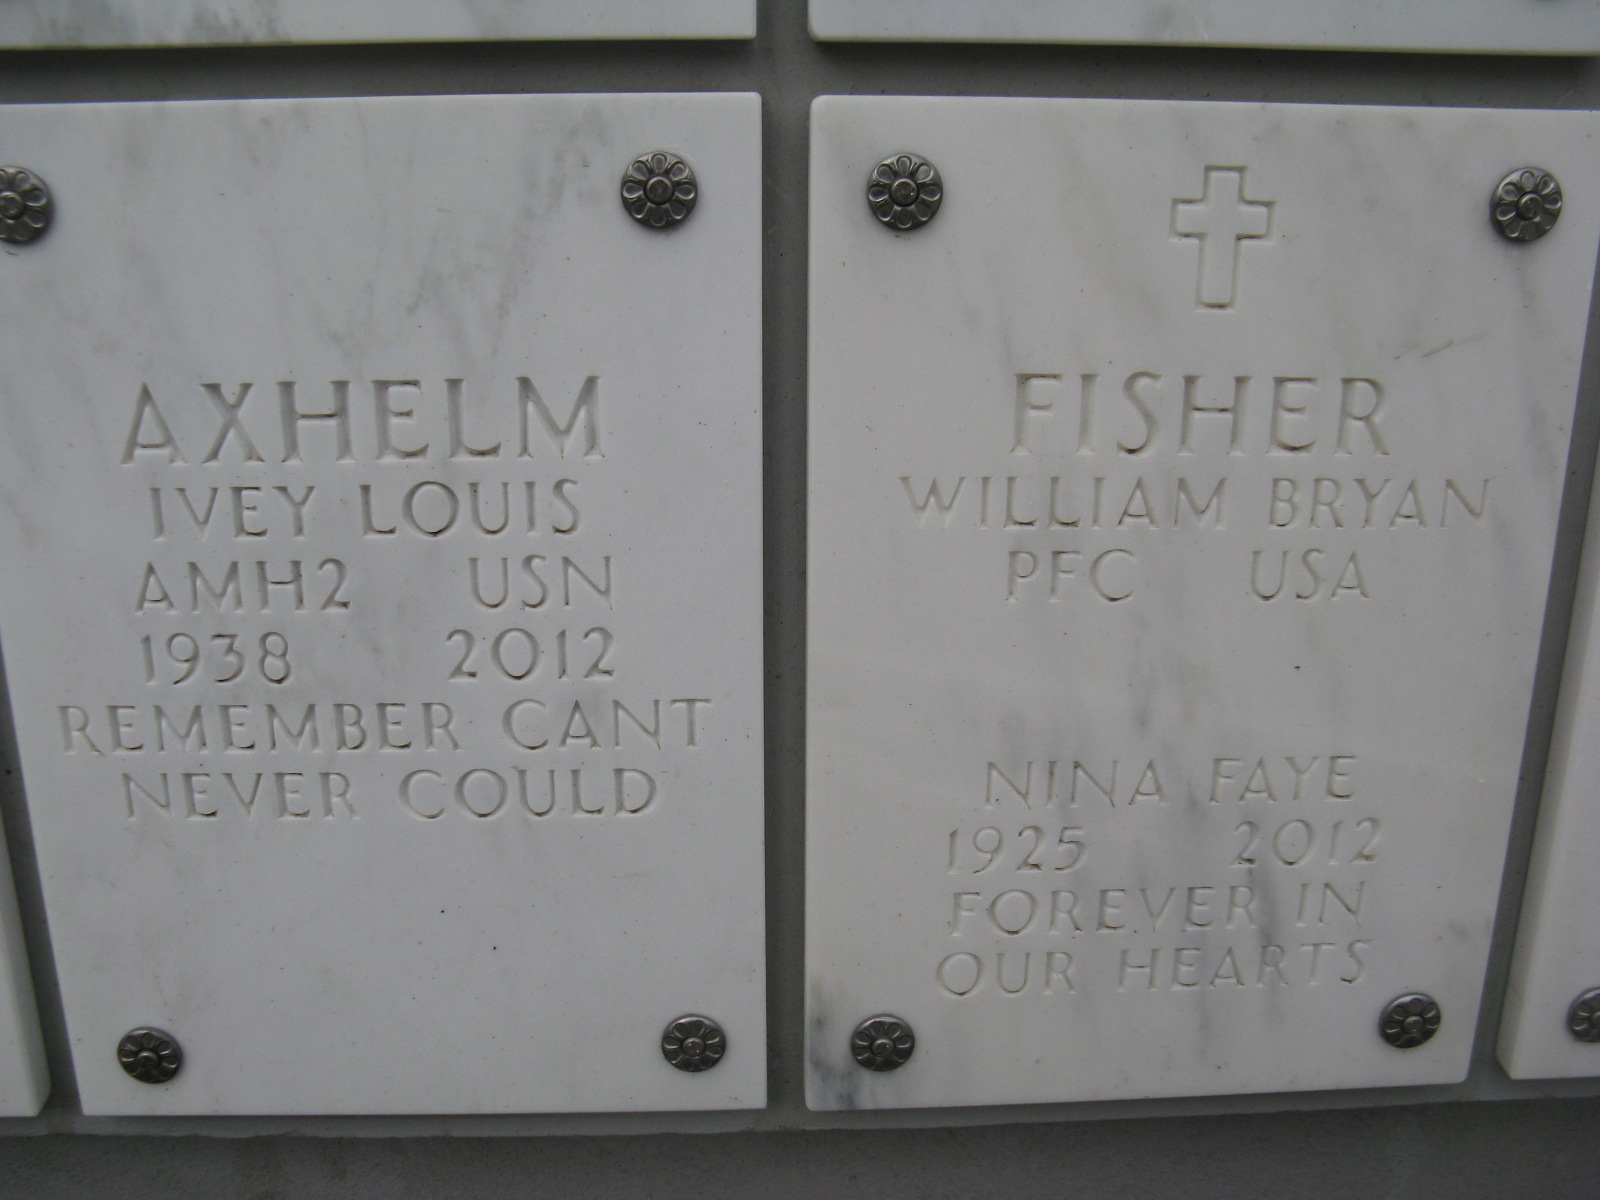 AXHELM
IVEY LOUIS
AMH2 USN
1938 2012
REMEMBER CANT
NEVER COULD
FISHER
WILLIAM BRYAN
PFC USA
NINA FAYE
1925 2012
FOREVER IN
OUR HEARTS